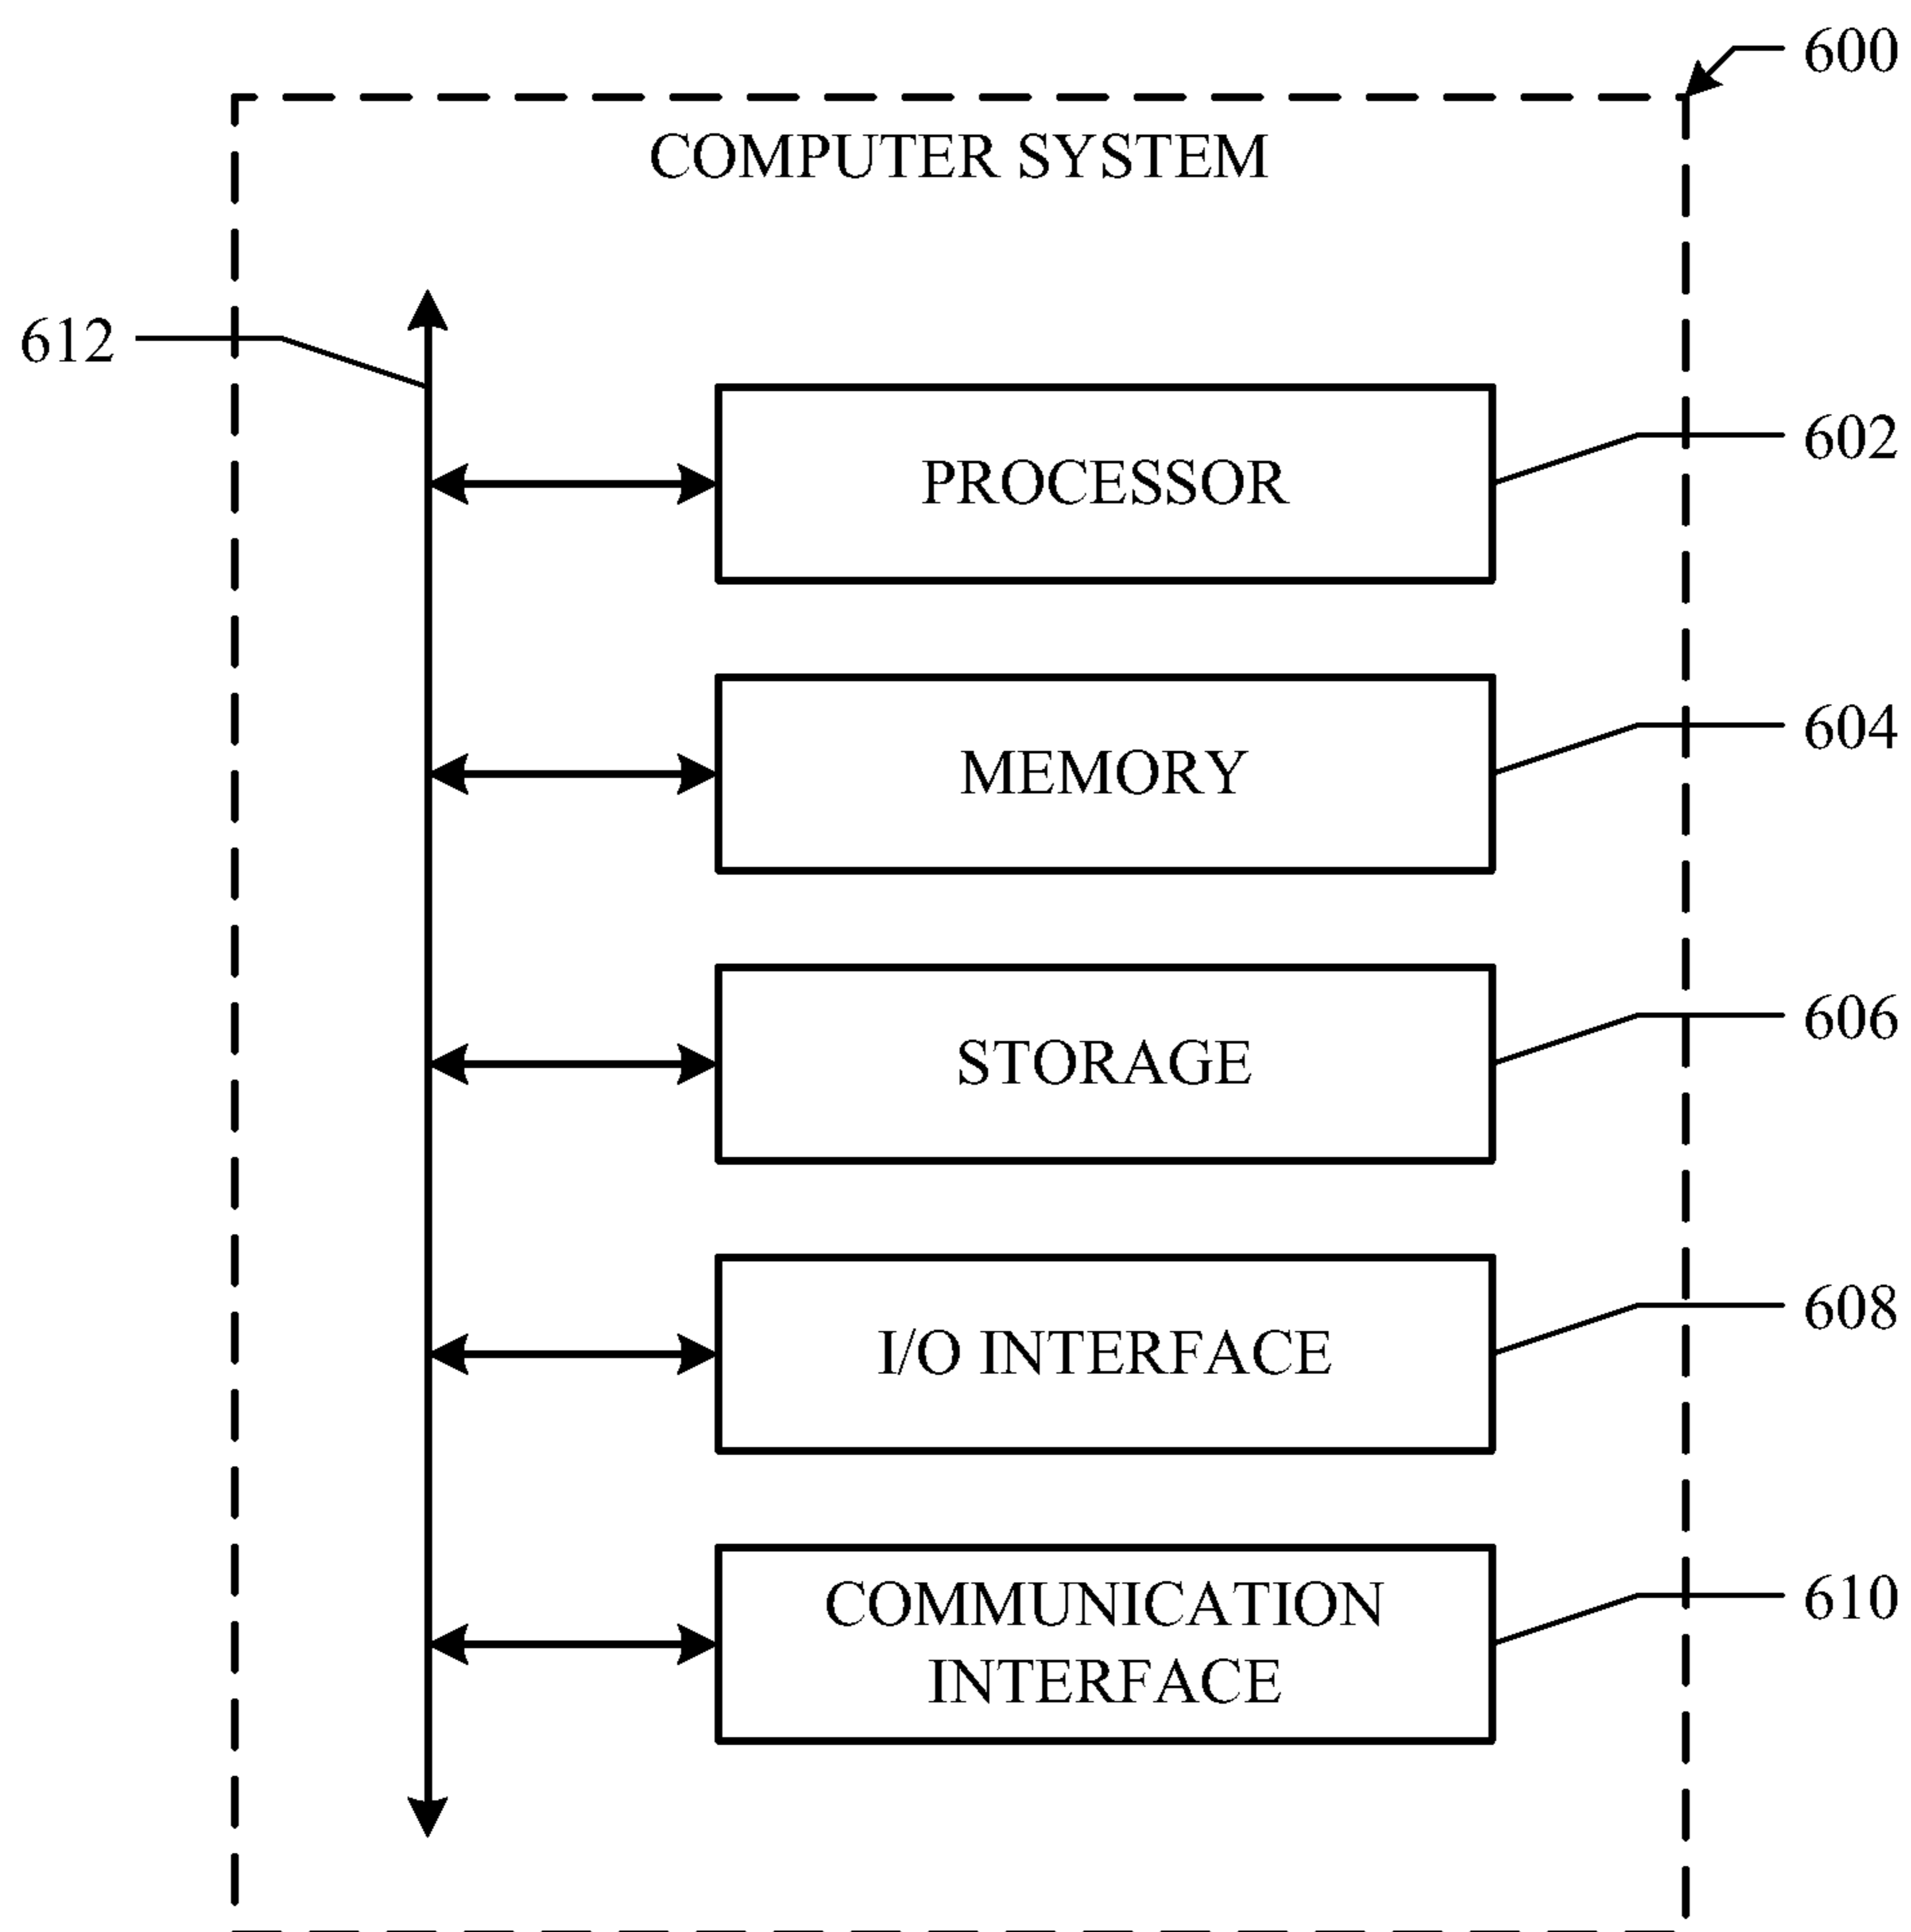 600
COMPUTER SYSTEM
612
PROCESSOR
602
MEMORY
604
STORAGE
606
I/O INTERFACE
608
COMMUNICATION
INTERFACE
610